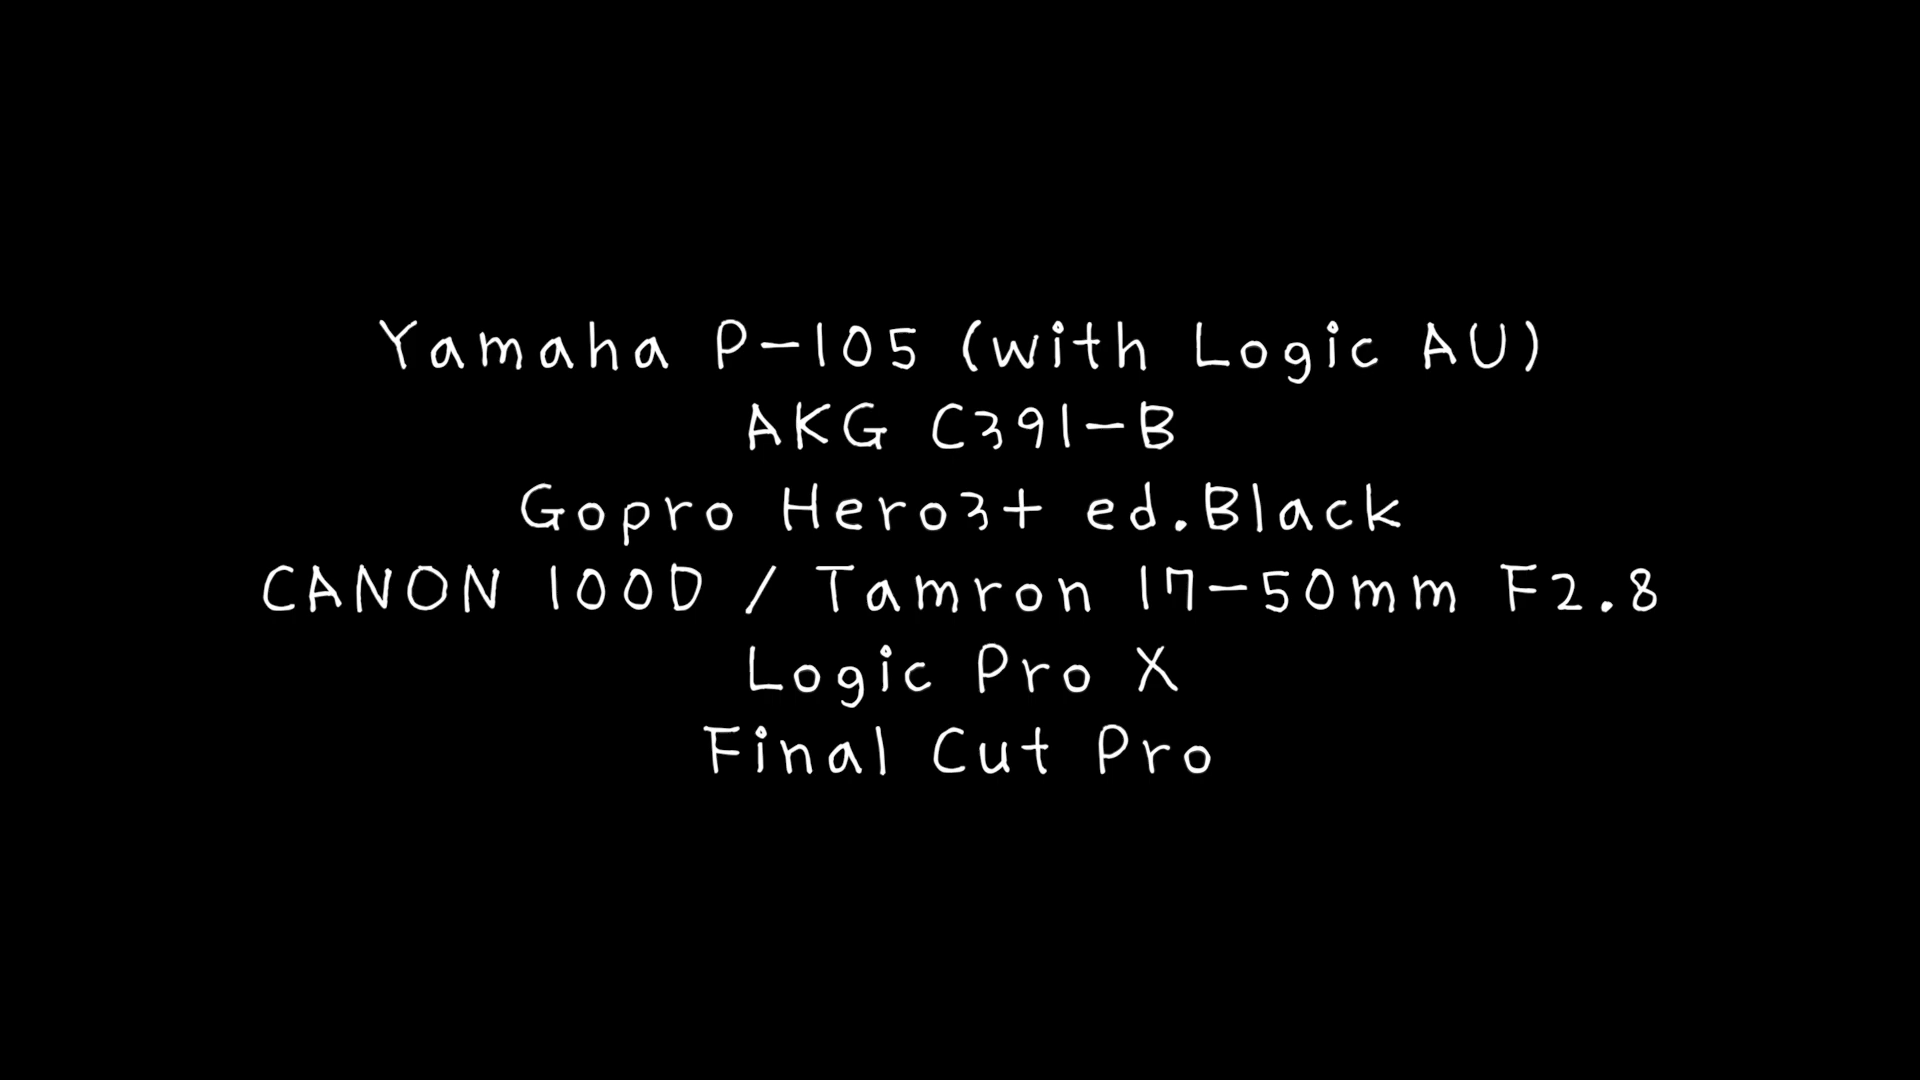 Yamaha P-105 (with Logic AU)
AKG C391-B
Gopro Hero3+ ed.Black
CANON 100D / Tamron 17-50mm F2.8
Logic Pro X
Final Cut Pro